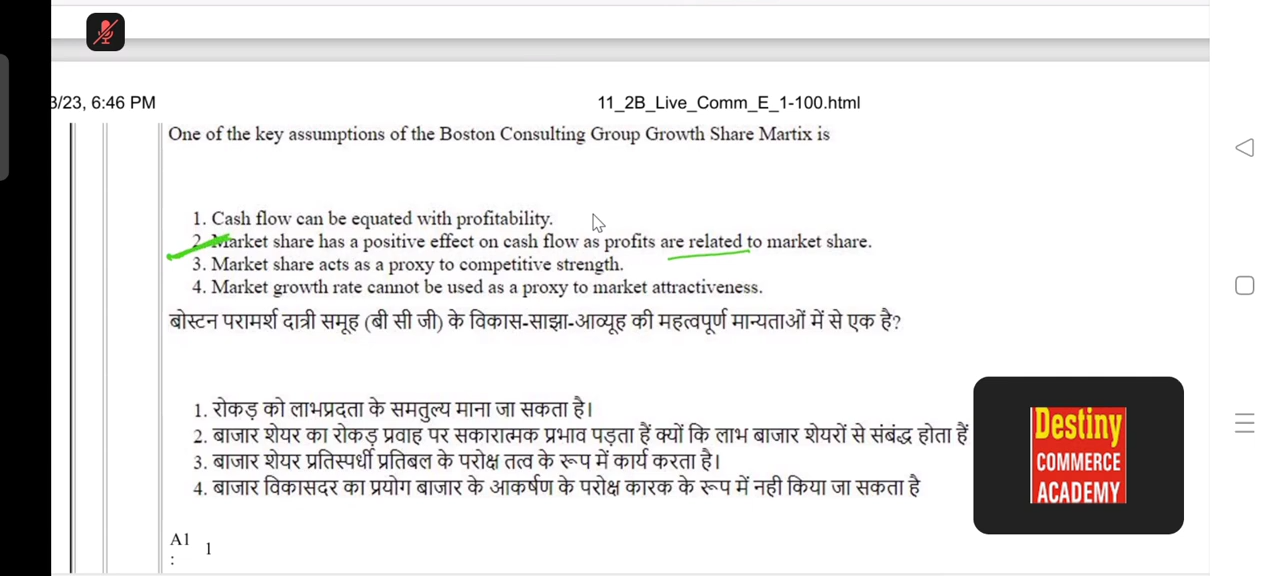 3/23, 6:46 PM
11_2B_Live_Comm_E_1-100.html
One of the key assumptions of the Boston Consulting Group Growth Share Martix is
1. Cash flow can be equated with profitability.
2. Market share has a positive effect on cash flow as profits are related to market share.
3. Market share acts as a proxy to competitive strength.
4. Market growth rate cannot be used as a proxy to market attractiveness.
बोस्टन परामर्श दात्री समूह (बी सी जी) के विकास-साझा-आव्यूह की महत्वपूर्ण मान्यताओं में से एक है?
1. रोकड़ को लाभप्रदता के समतुल्य माना जा सकता है।
2. बाजार शेयर का रोकड़ प्रवाह पर सकारात्मक प्रभाव पड़ता हैं क्यों कि लाभ बाजार शेयरों से संबंद्ध होता हैं
3. बाजार शेयर प्रतिस्पर्धी प्रतिबल के परोक्ष तत्व के रूप में कार्य करता है।
4. बाजार विकासदर का प्रयोग बाजार के आकर्षण के परोक्ष कारक के रूप में नही किया जा सकता है
Destiny
COMMERCE
ACADEMY
A1
:
1